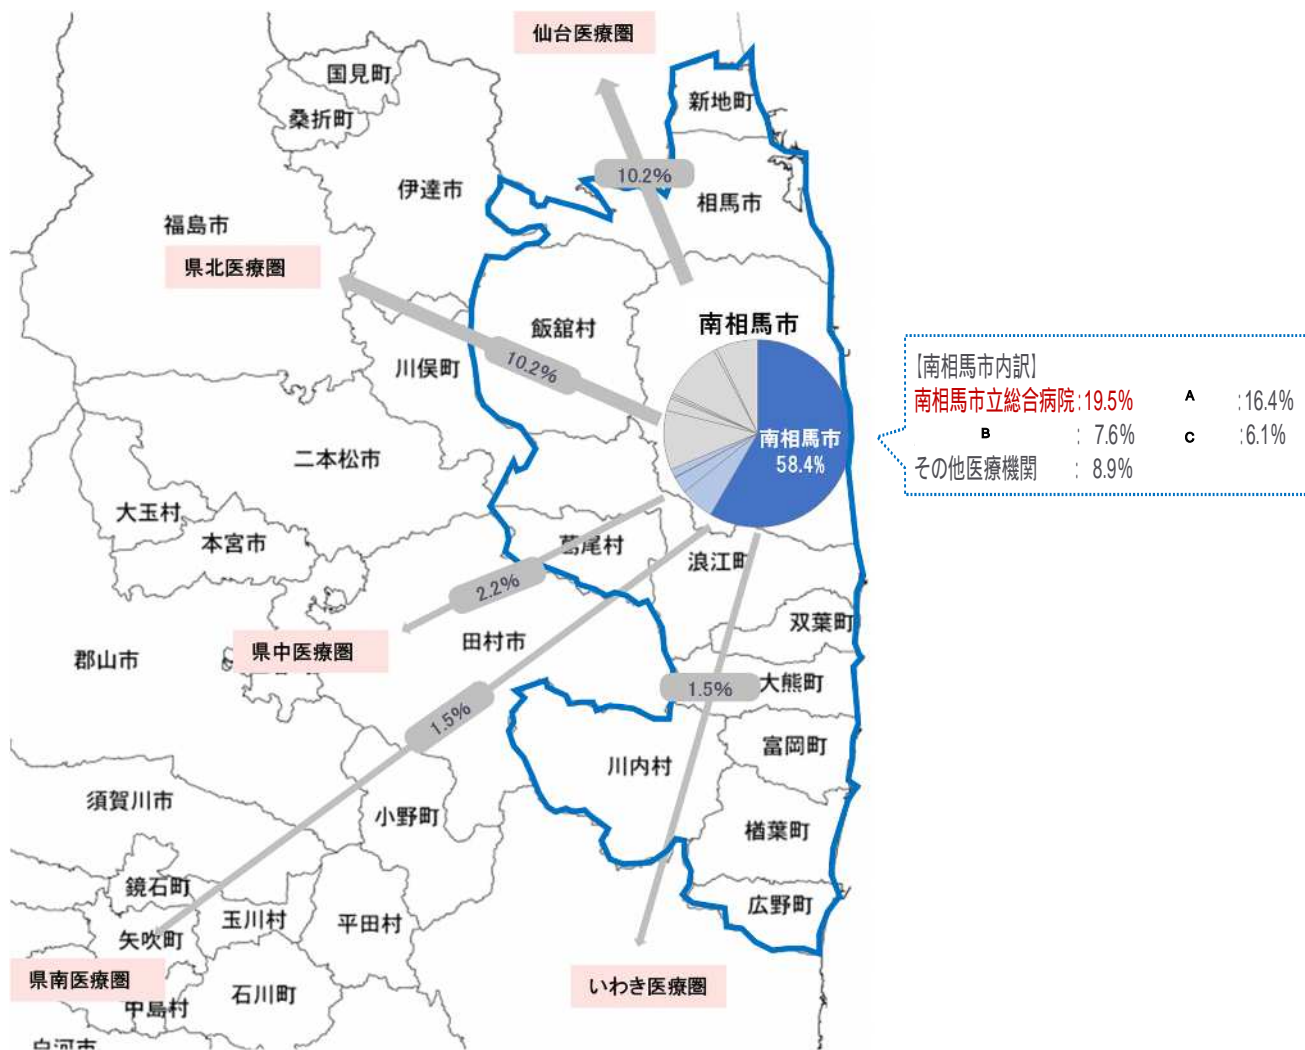 仙台医療圏
国見町
新地町
桑折町
10.2%
伊達市
相馬市
福島市
県北医療圏
南相馬市
飯舘村
10.2%
川俣町
南相馬市
58.4%
【南相馬市内訳】
南相馬市立総合病院:19.5% A :16.4%
B : 7.6% C :6.1%
その他医療機関 : 8.9%
二本松市
大玉村
本宮市
葛尾村
浪江町
2.2%
双葉町
田村市
県中医療圏
郡山市
1.5%
大熊町
1.5%
富岡町
川内村
須賀川市
小野町
楢葉町
鏡石町
広野町
玉川村
平田村
矢吹町
県南医療圏
いわき医療圏
石川町
中島村
白河市